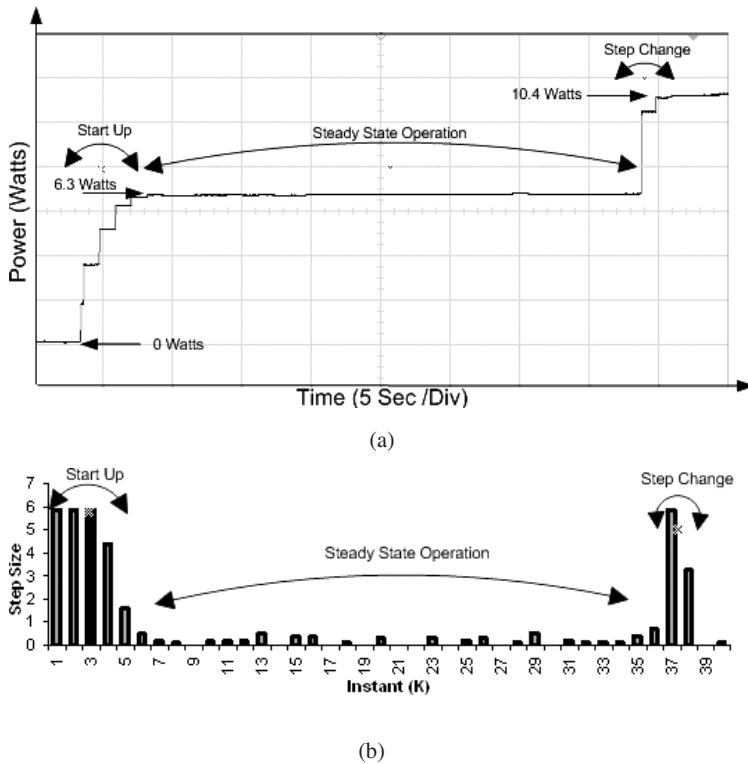 Step Change
10.4 Watts
Start Up
Steady State Operation
6.3 Watts
0 Watts
Power (Watts)
Time (5 Sec /Div)
(a)
7
6
5
4
3
2
1
0
Step Size
Start Up
Steady State Operation
Step Change
1
3
5
7
9
11
13
15
17
19
21
23
25
27
29
31
33
35
37
39
Instant (K)
(b)